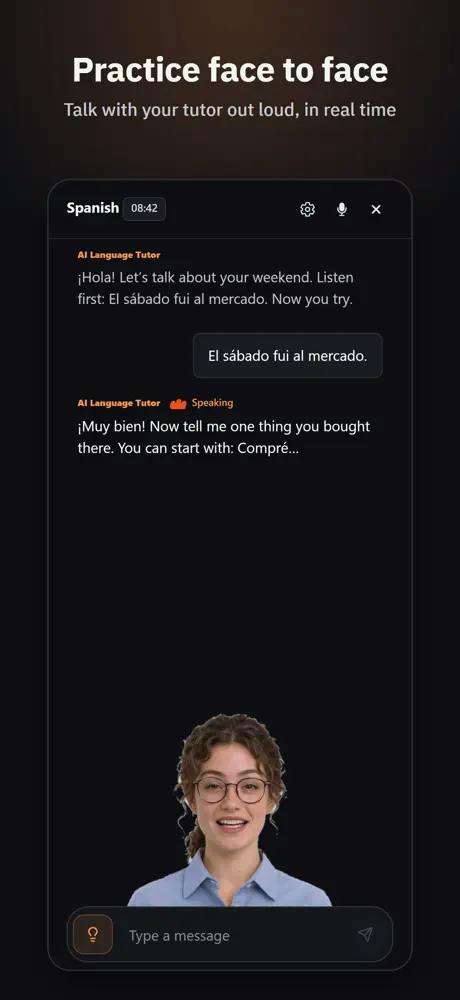 Practice face to face
Talk with your tutor out loud, in real time
Spanish 08:42
AI Language Tutor
¡Hola! Let's talk about your weekend. Listen
first: El sábado fui al mercado. Now you try.
El sábado fui al mercado.
AI Language Tutor Speaking
¡Muy bien! Now tell me one thing you bought
there. You can start with: Compré...
Type a message